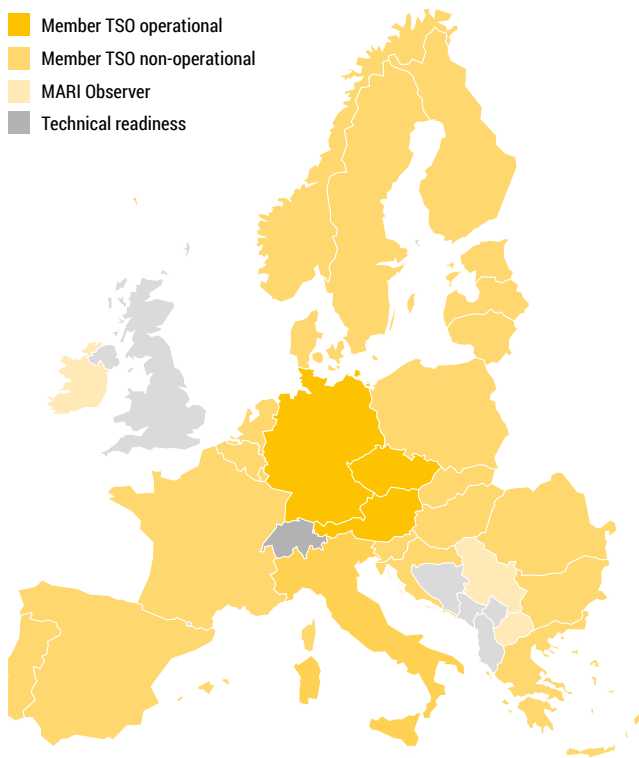 Member TSO operational
Member TSO non-operational
MARI Observer
Technical readiness